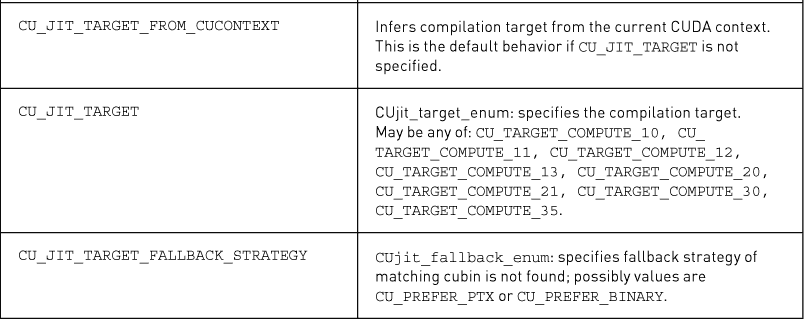 CU_JIT_TARGET_FROM_CUCONTEXT
Infers compilation target from the current CUDA context.
This is the default behavior if CU_JIT_TARGET is not
specified.
CU_JIT_TARGET
CUjit_target_enum: specifies the compilation target.
May be any of: CU_TARGET_COMPUTE_10, CU_
TARGET_COMPUTE_11, CU_TARGET_COMPUTE_12,
CU_TARGET_COMPUTE_13, CU_TARGET_COMPUTE_20,
CU_TARGET_COMPUTE_21, CU_TARGET_COMPUTE_30,
CU_TARGET_COMPUTE_35.
CU_JIT_TARGET_FALLBACK_STRATEGY
CUjit_fallback_enum: specifies fallback strategy of
matching cubin is not found; possibly values are
CU_PREFER_PTX or CU_PREFER_BINARY.